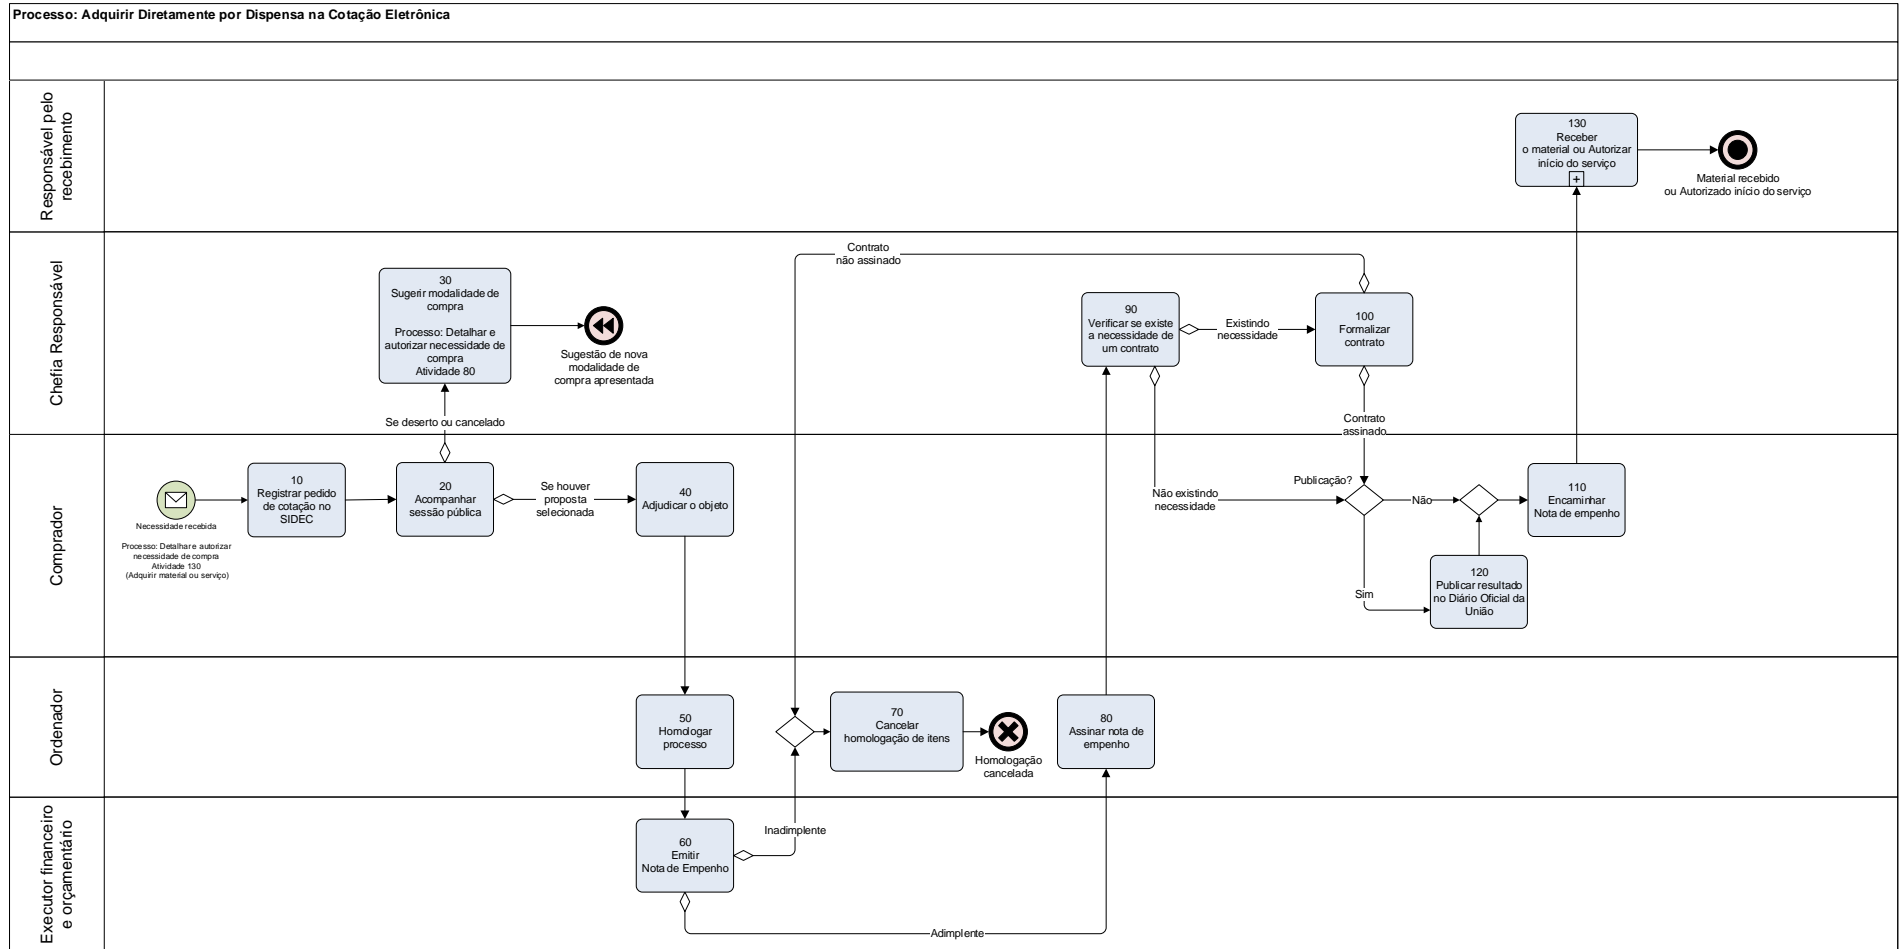 Processo: Adquirir Diretamente por Dispensa na Cotação Eletrônica
Responsável pelo
recebimento
130
Receber
o material ou Autorizar
início do serviço
Material recebido
ou Autorizado início do serviço
Chefia Responsável
30
Sugerir modalidade de
compra
Processo: Detalhar e
autorizar necessidade de
compra
Atividade 80
Sugestão de nova
modalidade de
compra apresentada
Se deserto ou cancelado
Contrato
não assinado
90
Verificar se existe
a necessidade de
um contrato
Existindo
necessidade
100
Formalizar
contrato
Contrato
assinado
Comprador
Necessidade recebida
Processo: Detalhar e autorizar
necessidade de compra
Atividade 130
(Adquirir material ou serviço)
10
Registrar pedido
de cotação no
SIDEC
20
Acompanhar
sessão pública
Se houver
proposta
selecionada
40
Adjudicar o objeto
Não existindo
necessidade
Publicação?
Não
Sim
110
Encaminhar
Nota de empenho
120
Publicar resultado
no Diário Oficial da
União
Ordenador
50
Homologar
processo
70
Cancelar
homologação de itens
Homologação
cancelada
80
Assinar nota de
empenho
Executor financeiro
e orçamentário
60
Emitir
Nota de Empenho
Inadimplente
Adimplente